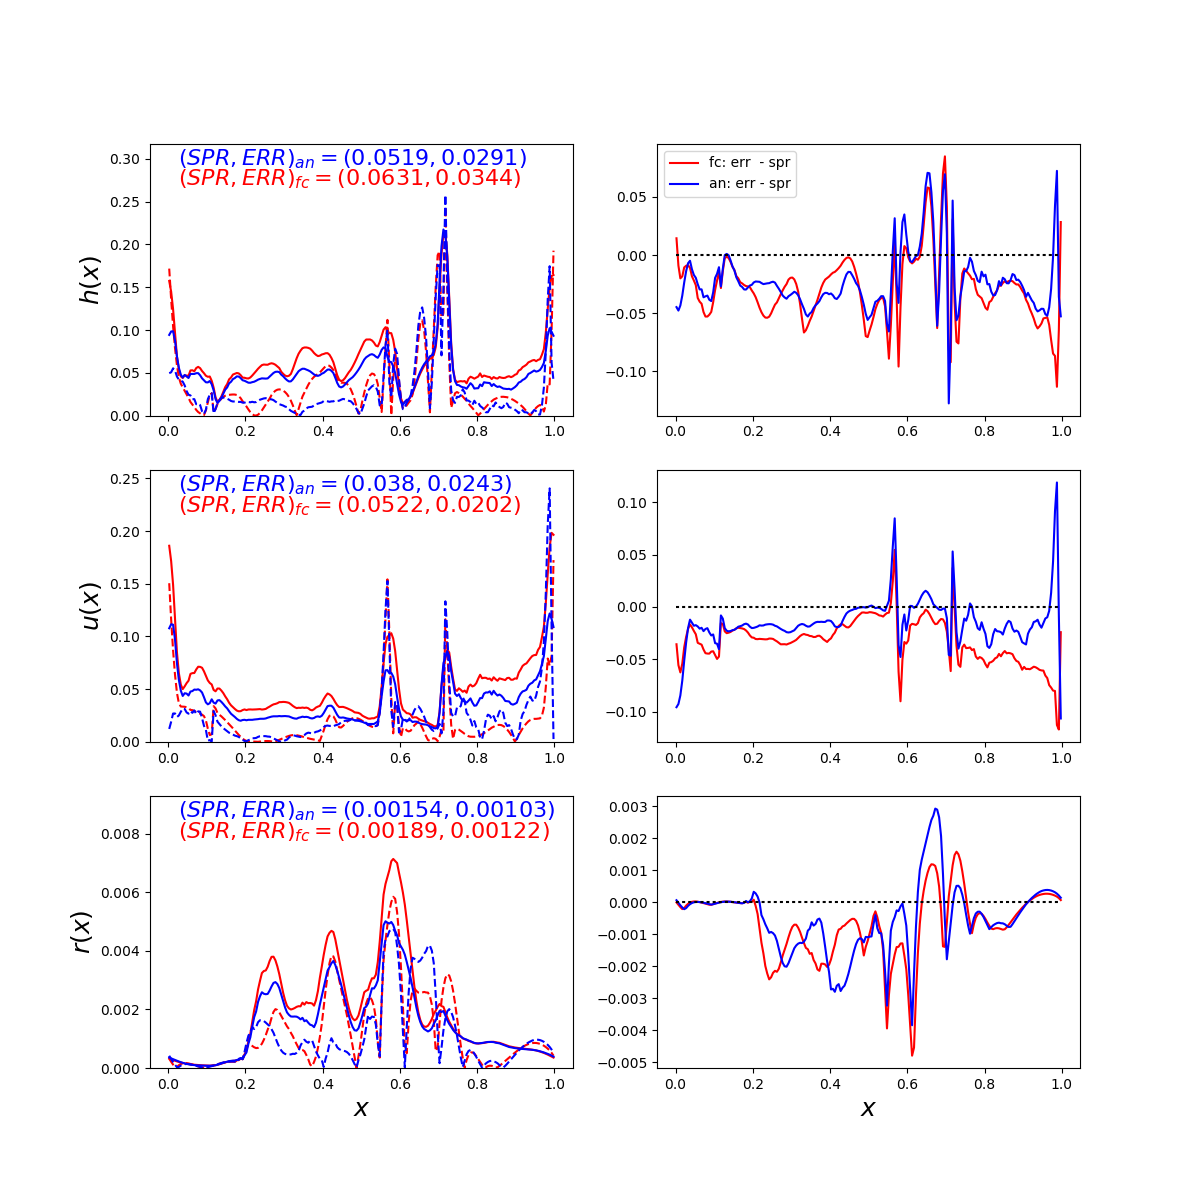 (SPR, ERR)an = (0.0519, 0.0291)
(SPR, ERR)fc = (0.0631, 0.0344)
h(x)
0.30
0.25
0.20
0.15
0.10
0.05
0.00
0.0 0.2 0.4 0.6 0.8 1.0
fc: err - spr
an: err - spr
0.05
0.00
−0.05
−0.10
0.0 0.2 0.4 0.6 0.8 1.0
(SPR, ERR)an = (0.038, 0.0243)
(SPR, ERR)fc = (0.0522, 0.0202)
u(x)
0.25
0.20
0.15
0.10
0.05
0.00
0.0 0.2 0.4 0.6 0.8 1.0
0.10
0.05
0.00
−0.05
−0.10
0.0 0.2 0.4 0.6 0.8 1.0
(SPR, ERR)an = (0.00154, 0.00103)
(SPR, ERR)fc = (0.00189, 0.00122)
r(x)
0.008
0.006
0.004
0.002
0.000
0.0 0.2 0.4 0.6 0.8 1.0
x
0.003
0.002
0.001
0.000
−0.001
−0.002
−0.003
−0.004
−0.005
0.0 0.2 0.4 0.6 0.8 1.0
x